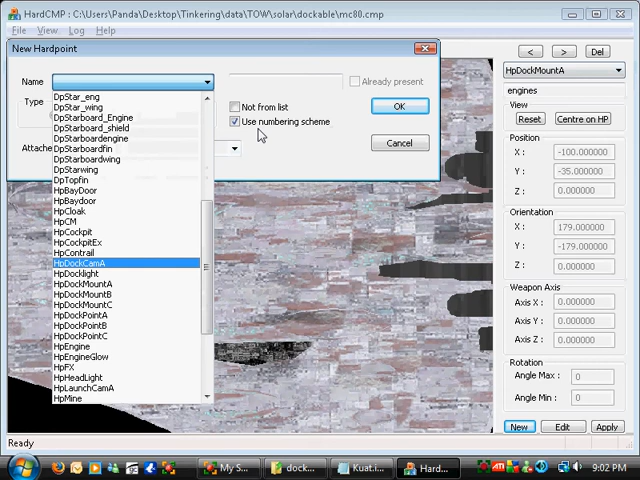 HardCMP : C:\Users\Panda\Desktop\Tinkering\data\TOW\solar\dockable\mc80.cmp
File View Log Help
New Hardpoint
Name
Already present
Type
Not from list
OK
Use numbering scheme
Attache
Cancel
DpStar_eng
DpStar_wing
DpStarboard_Engine
DpStarboard_shield
DpStarboardengine
DpStarboardfin
DpStarboardwing
DpStarwing
DpTopfin
HpBayDoor
HpBaydoor
HpCloak
HpCM
HpCockpit
HpCockpitEx
HpContrail
HpDockCamA
HpDocklight
HpDockMountA
HpDockMountB
HpDockMountC
HpDockPointA
HpDockPointB
HpDockPointC
HpEngine
HpEngineGlow
HpFX
HpHeadLight
HpLaunchCamA
HpMine
< > Del
HpDockMountA
engines
View
Reset Centre on HP
Position
X : -100.000000
Y : -35.000000
Z : 0.000000
Orientation
X : 179.000000
Y : -179.000000
Z : 0.000000
Weapon Axis
Axis X : 0.000000
Axis Y : 0.000000
Axis Z : 0.000000
Rotation
Angle Max : 0
Angle Min : 0
New Edit Apply
Ready
My S... dock... Kuat.i... Hard... ATI 9:02 PM